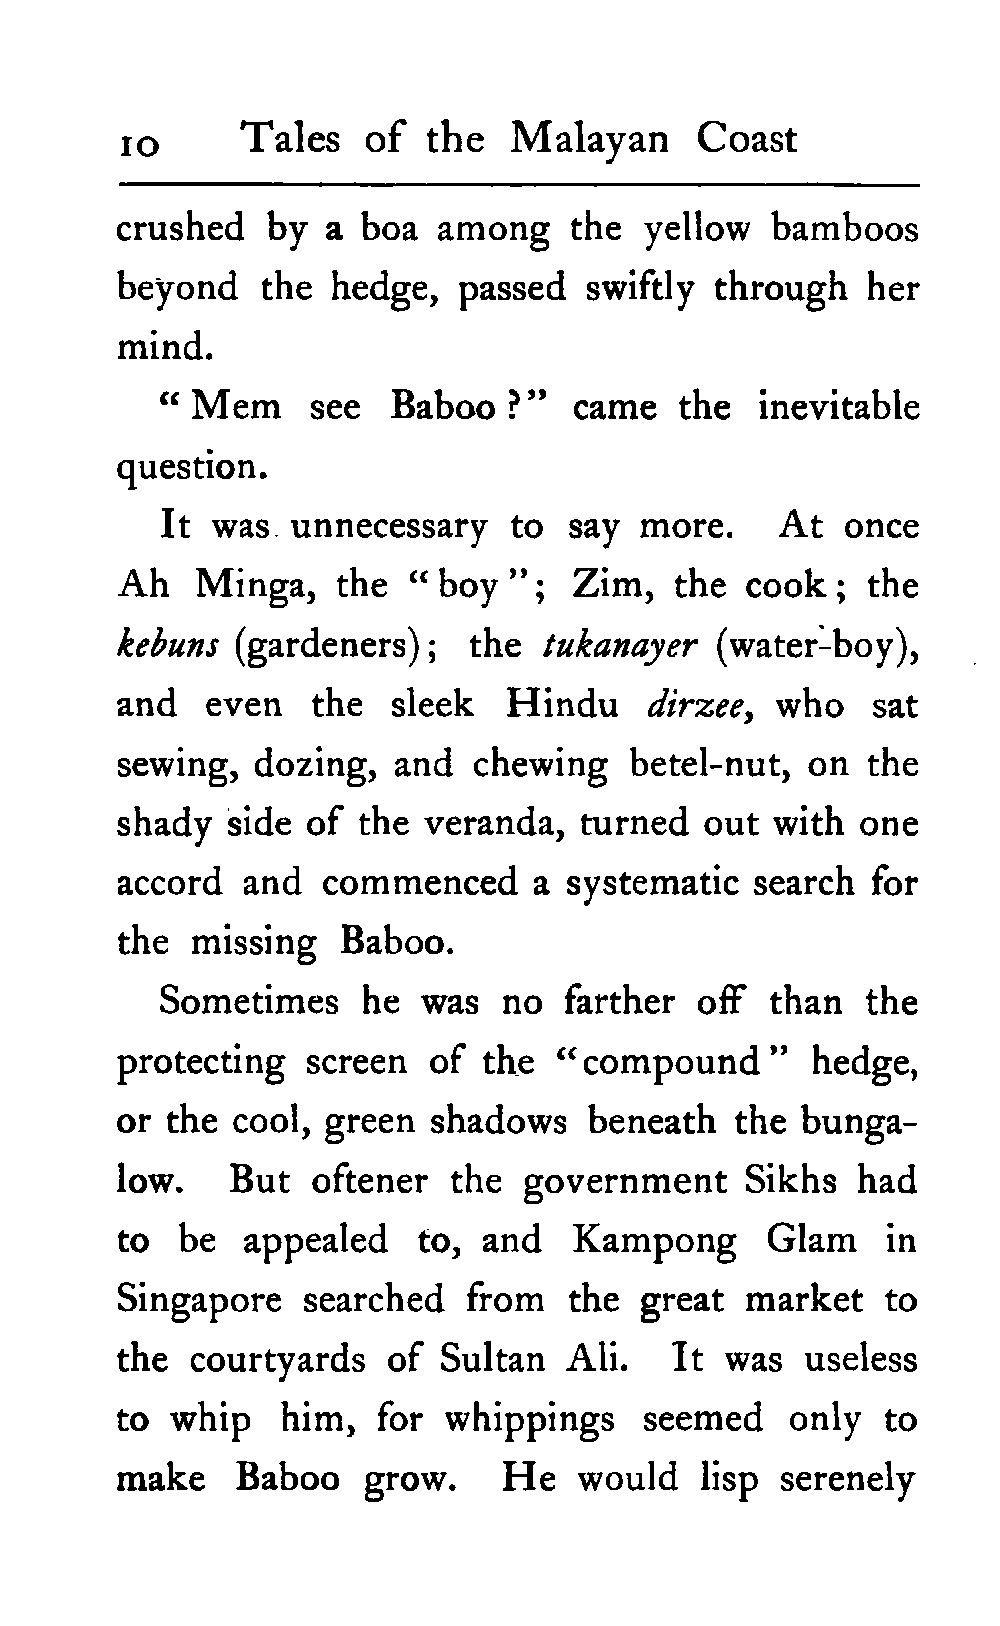 10 Tales of the Malayan Coast
crushed by a boa among the yellow bamboos
beyond the hedge, passed swiftly through her
mind.
“Mem see Baboo?” came the inevitable
question.
It was unnecessary to say more. At once
Ah Minga, the “boy”; Zim, the cook; the
kebuns (gardeners); the tukanayer (water-boy),
and even the sleek Hindu dirzee, who sat
sewing, dozing, and chewing betel-nut, on the
shady side of the veranda, turned out with one
accord and commenced a systematic search for
the missing Baboo.
Sometimes he was no farther off than the
protecting screen of the “compound” hedge,
or the cool, green shadows beneath the bunga-
low. But oftener the government Sikhs had
to be appealed to, and Kampong Glam in
Singapore searched from the great market to
the courtyards of Sultan Ali. It was useless
to whip him, for whippings seemed only to
make Baboo grow. He would lisp serenely